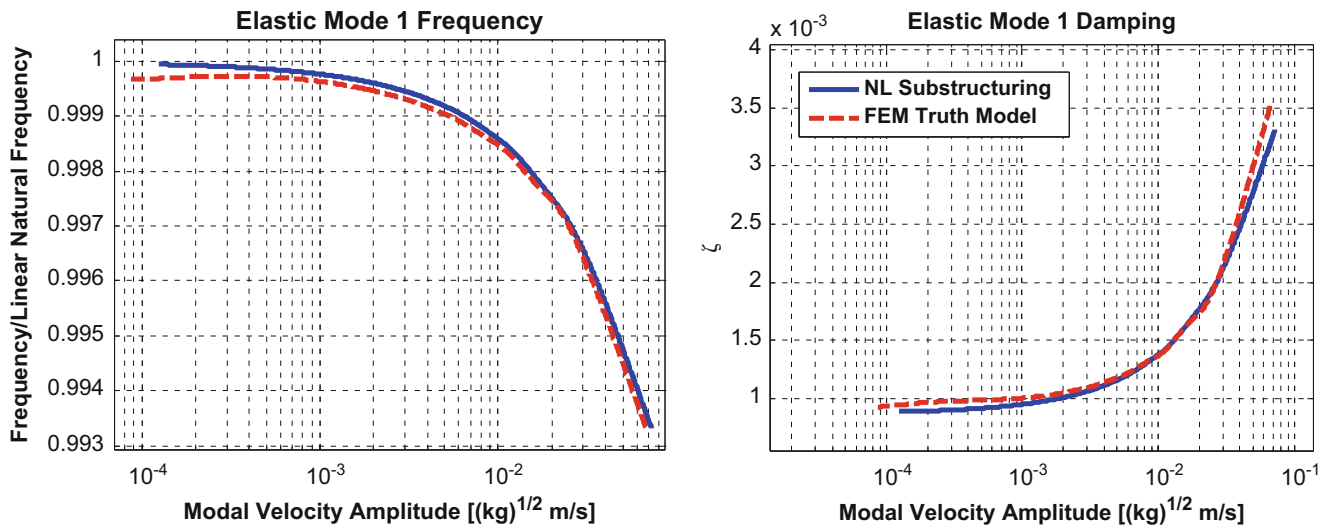 Elastic Mode 1 Frequency
Frequency/Linear Natural Frequency
1
0.999
0.998
0.997
0.996
0.995
0.994
0.993
10⁻⁴
10⁻³
10⁻²
Modal Velocity Amplitude [(kg)¹/² m/s]
Elastic Mode 1 Damping
x 10⁻³
ζ
4
3.5
3
2.5
2
1.5
1
NL Substructuring
FEM Truth Model
10⁻⁴
10⁻³
10⁻²
10⁻¹
Modal Velocity Amplitude [(kg)¹/² m/s]